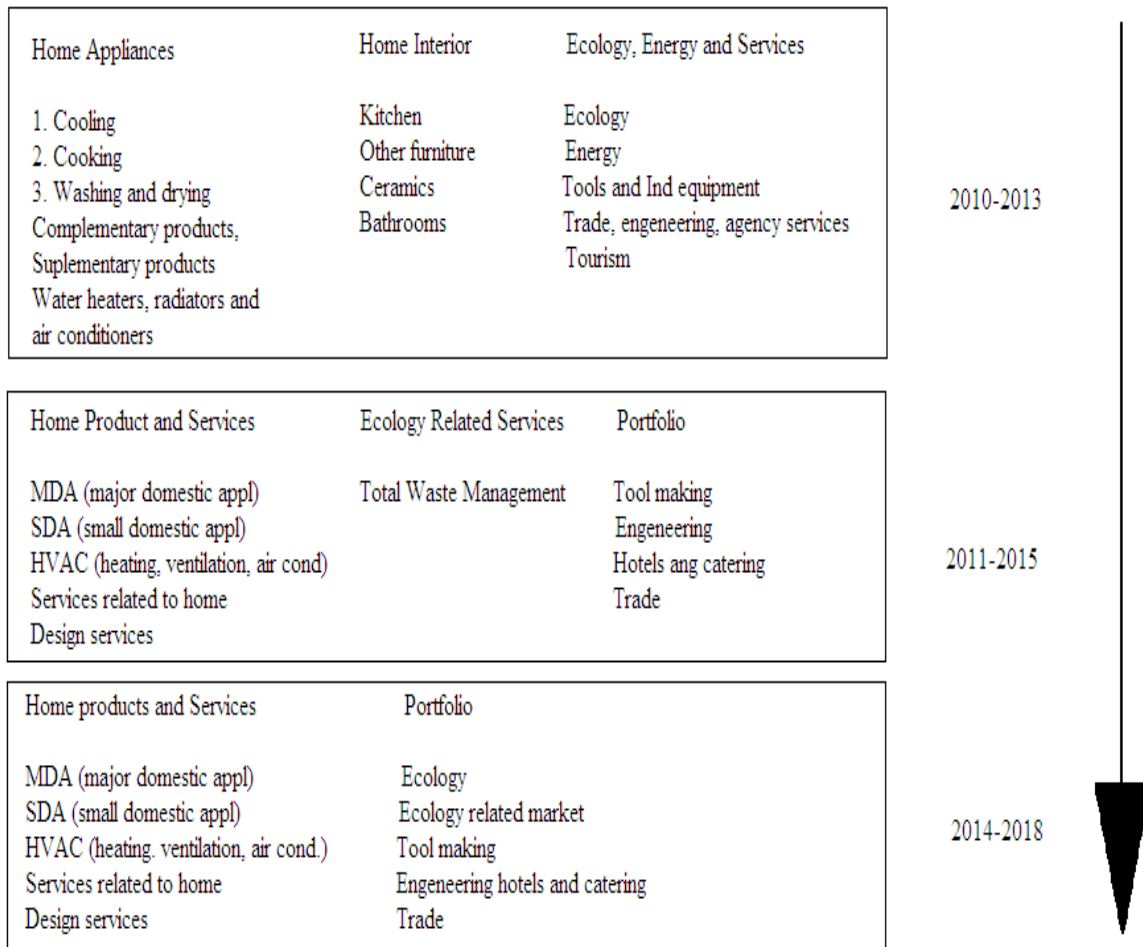 Home Appliances
1. Cooling
2. Cooking
3. Washing and drying
Complementary products,
Suplementary products
Water heaters, radiators and
air conditioners
Home Interior
Kitchen
Other furniture
Ceramics
Bathrooms
Ecology, Energy and Services
Ecology
Energy
Tools and Ind equipment
Trade, engeneering, agency services
Tourism
2010-2013
Home Product and Services
MDA (major domestic appl)
SDA (small domestic appl)
HVAC (heating, ventilation, air cond)
Services related to home
Design services
Ecology Related Services
Total Waste Management
Portfolio
Tool making
Engeneering
Hotels ang catering
Trade
2011-2015
Home products and Services
MDA (major domestic appl)
SDA (small domestic appl)
HVAC (heating. ventilation, air cond.)
Services related to home
Design services
Portfolio
Ecology
Ecology related market
Tool making
Engeneering hotels and catering
Trade
2014-2018